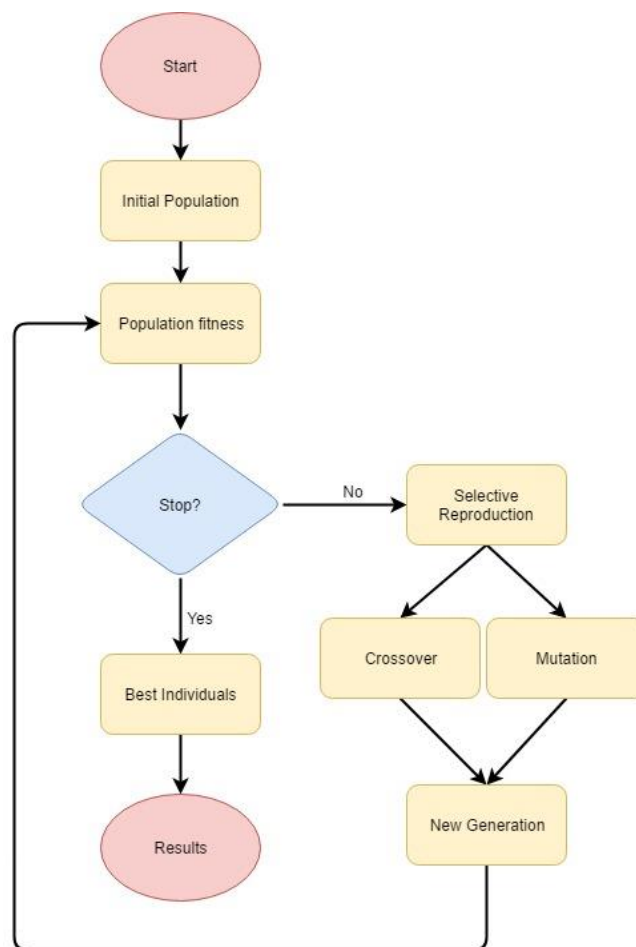 Start
Initial Population
Population fitness
Stop?
No
Selective
Reproduction
Yes
Crossover
Mutation
Best Individuals
New Generation
Results